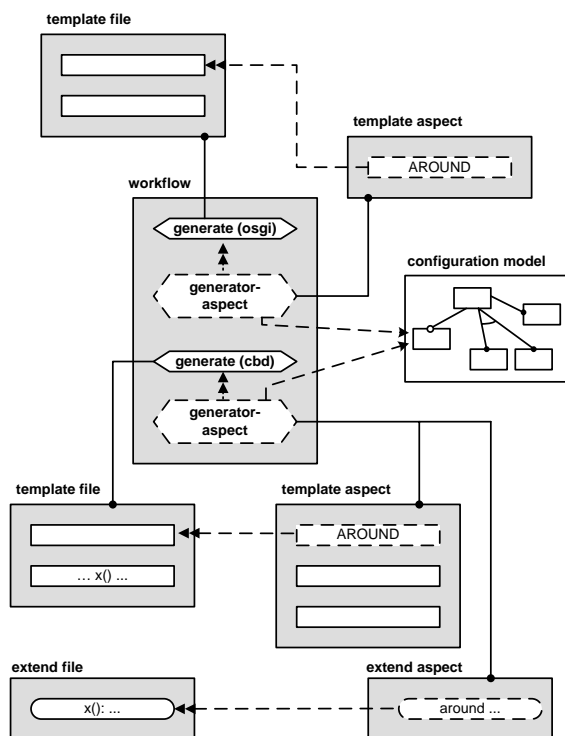 template file
template aspect
AROUND
workflow
generate (osgi)
generator-
aspect
configuration model
generate (cbd)
generator-
aspect
template file
template aspect
AROUND
... x() ...
extend file
extend aspect
x(): ...
around ...